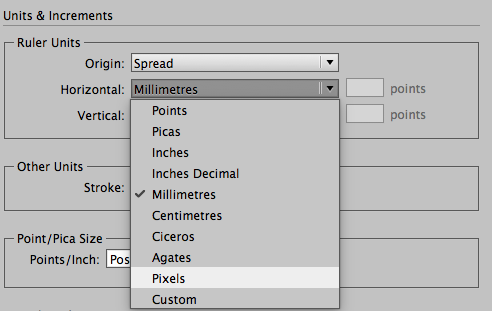 Units & Increments
Ruler Units
Origin: Spread
Horizontal: Millimetres points
Vertical: points
Points
Picas
Inches
Inches Decimal
Millimetres
Centimetres
Ciceros
Agates
Pixels
Custom
Other Units
Stroke:
Point/Pica Size
Points/Inch: Pos